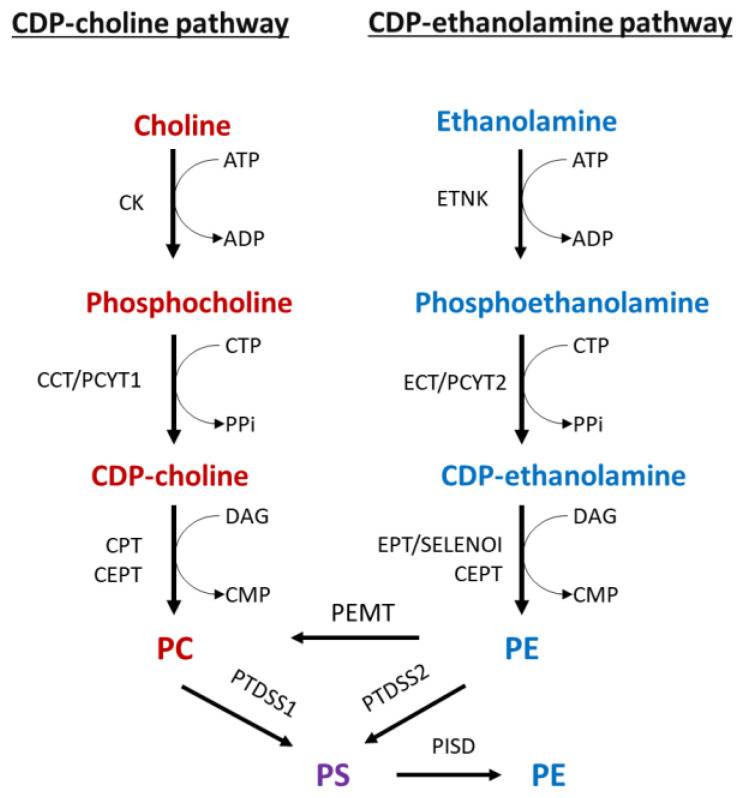 CDP-choline pathway
CDP-ethanolamine pathway
Choline
Ethanolamine
ATP
ATP
CK
ETNK
ADP
ADP
Phosphocholine
Phosphoethanolamine
CTP
CTP
CCT/PCYT1
ECT/PCYT2
PPi
PPi
CDP-choline
CDP-ethanolamine
DAG
DAG
CPT
CEPT
EPT/SELENOI
CEPT
CMP
CMP
PEMT
PC
PE
PTDSS1
PTDSS2
PISD
PS
PE